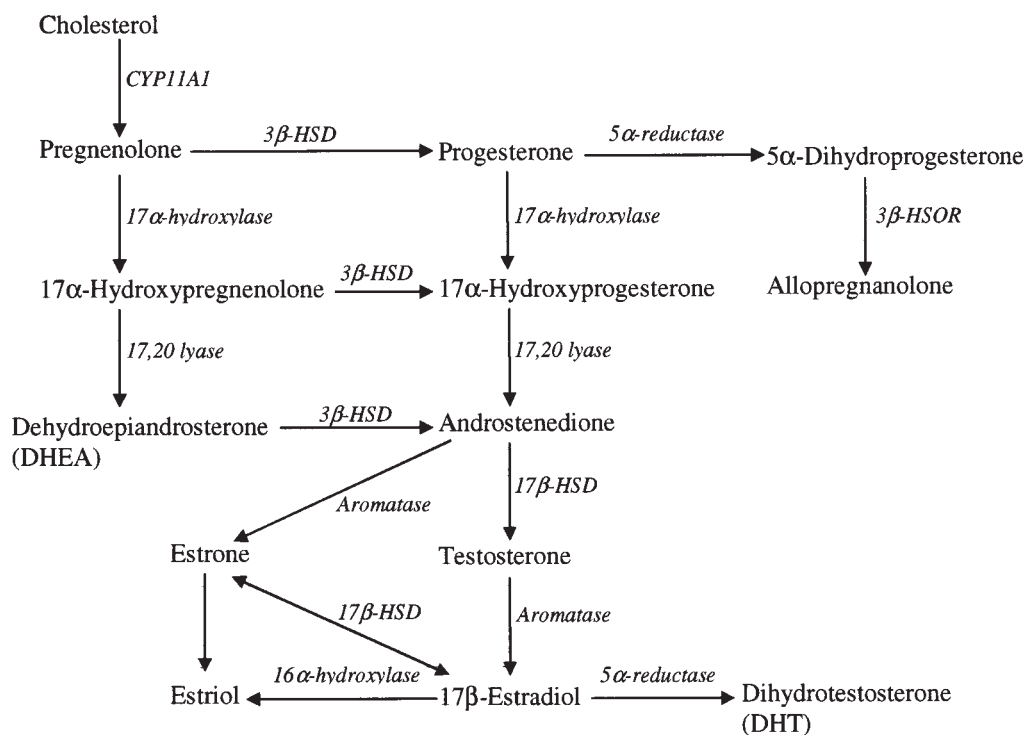 Cholesterol
CYP11A1
3β-HSD
5α-reductase
Pregnenolone
Progesterone
5α-Dihydroprogesterone
17α-hydroxylase
17α-hydroxylase
3β-HSOR
3β-HSD
17α-Hydroxypregnenolone
17α-Hydroxyprogesterone
Allopregnanolone
17,20 lyase
17,20 lyase
3β-HSD
Dehydroepiandrosterone
(DHEA)
Androstenedione
17β-HSD
Aromatase
Estrone
Testosterone
17β-HSD
Aromatase
16α-hydroxylase
5α-reductase
Estriol
17β-Estradiol
Dihydrotestosterone
(DHT)